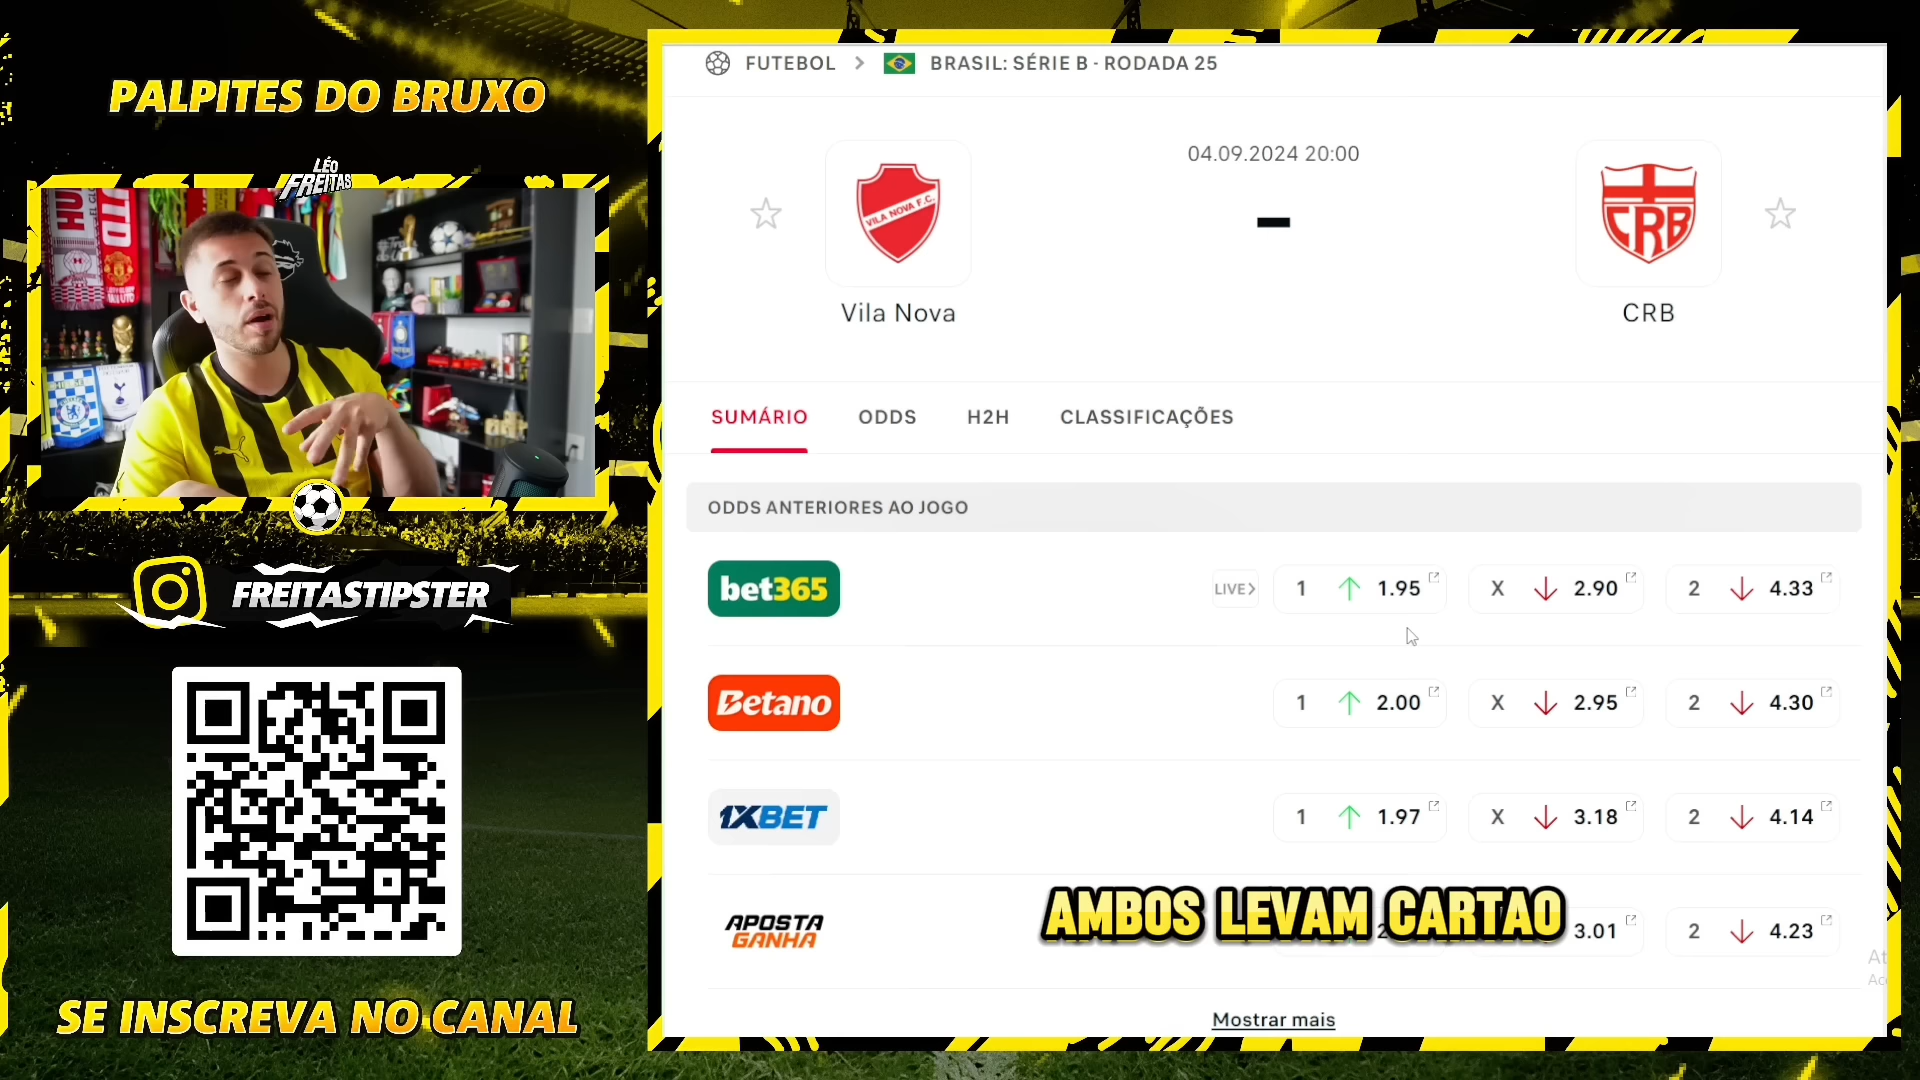 PALPITES DO BRUXO
LÉO
FREITAS
FREITASTIPSTER
SE INSCREVA NO CANAL
FUTEBOL
BRASIL: SÉRIE B - RODADA 25
04.09.2024 20:00
VILA NOVA F.C.
CRB
Vila Nova
CRB
SUMÁRIO ODDS H2H CLASSIFICAÇÕES
ODDS ANTERIORES AO JOGO
bet365 LIVE 1 1.95 X 2.90 2 4.33
Betano 1 2.00 X 2.95 2 4.30
1XBET 1 1.97 X 3.18 2 4.14
APOSTA
GANHA
3.01 2 4.23
AMBOS LEVAM CARTAO
Mostrar mais